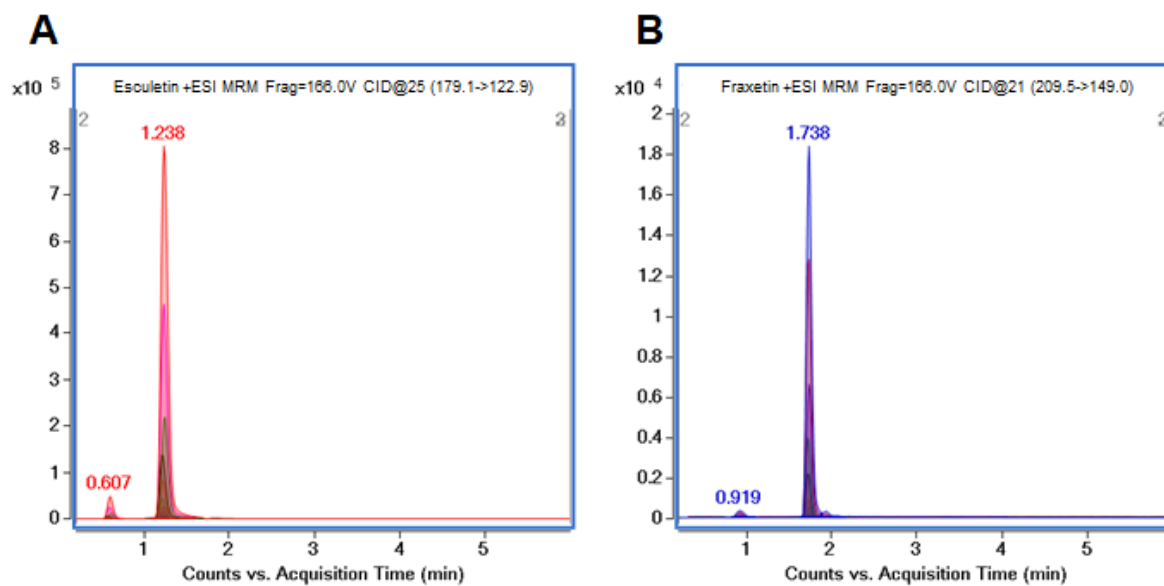 A
B
x10 5
Esculetin +ESI MRM Frag=166.0V CID@25 (179.1->122.9)
2
1.238
8
7
6
5
4
3
2
1
0
0.607
1 2 3 4 5
Counts vs. Acquisition Time (min)
x10 4
Fraxetin +ESI MRM Frag=166.0V CID@21 (209.5->149.0)
2
2
2
1.738
1.8
1.6
1.4
1.2
1
0.8
0.6
0.4
0.2
0
0.919
1 2 3 4 5
Counts vs. Acquisition Time (min)